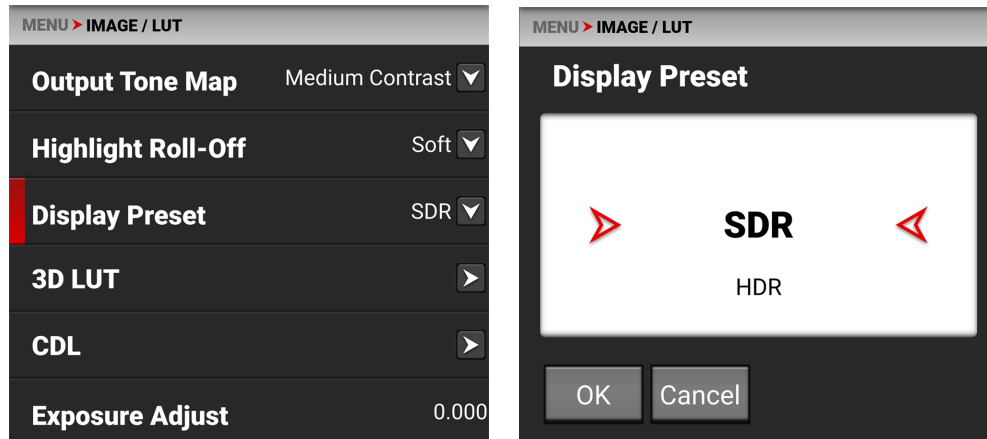 MENU > IMAGE / LUT
Output Tone Map Medium Contrast
Highlight Roll-Off Soft
Display Preset SDR
3D LUT
CDL
Exposure Adjust 0.000
MENU > IMAGE / LUT
Display Preset
SDR
HDR
OK Cancel